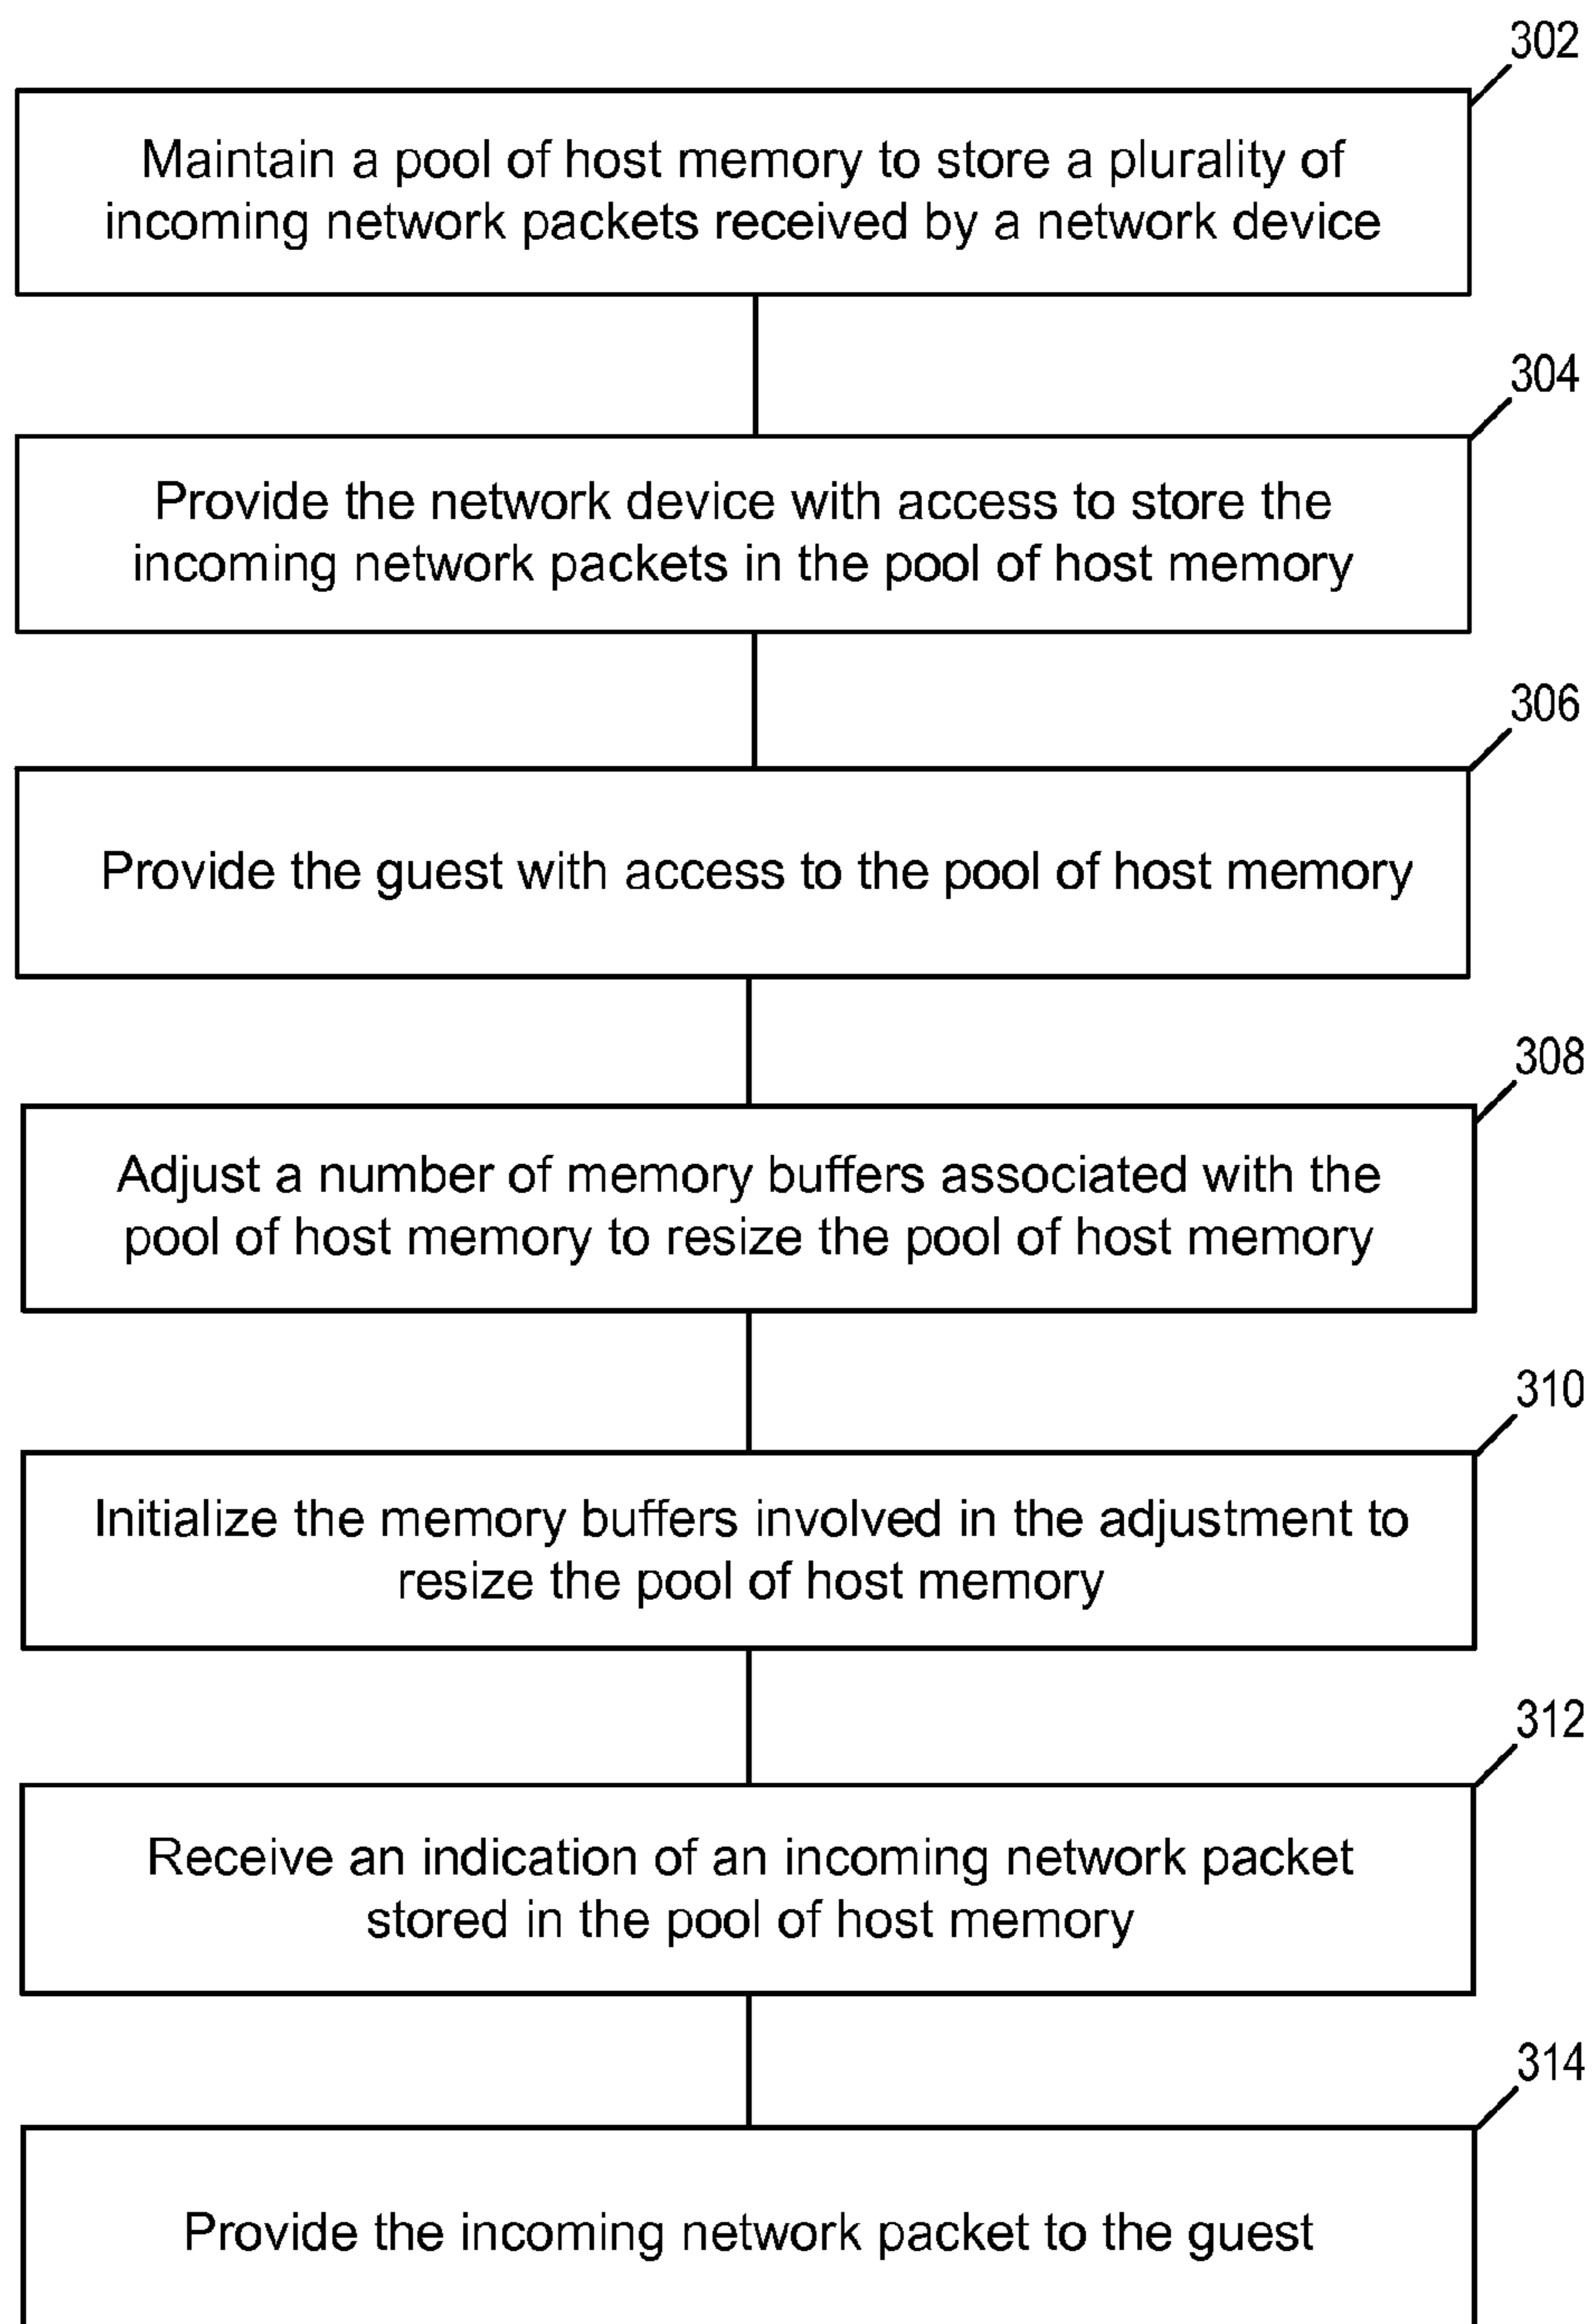 302
Maintain a pool of host memory to store a plurality of
incoming network packets received by a network device
304
Provide the network device with access to store the
incoming network packets in the pool of host memory
306
Provide the guest with access to the pool of host memory
308
Adjust a number of memory buffers associated with the
pool of host memory to resize the pool of host memory
310
Initialize the memory buffers involved in the adjustment to
resize the pool of host memory
312
Receive an indication of an incoming network packet
stored in the pool of host memory
314
Provide the incoming network packet to the guest